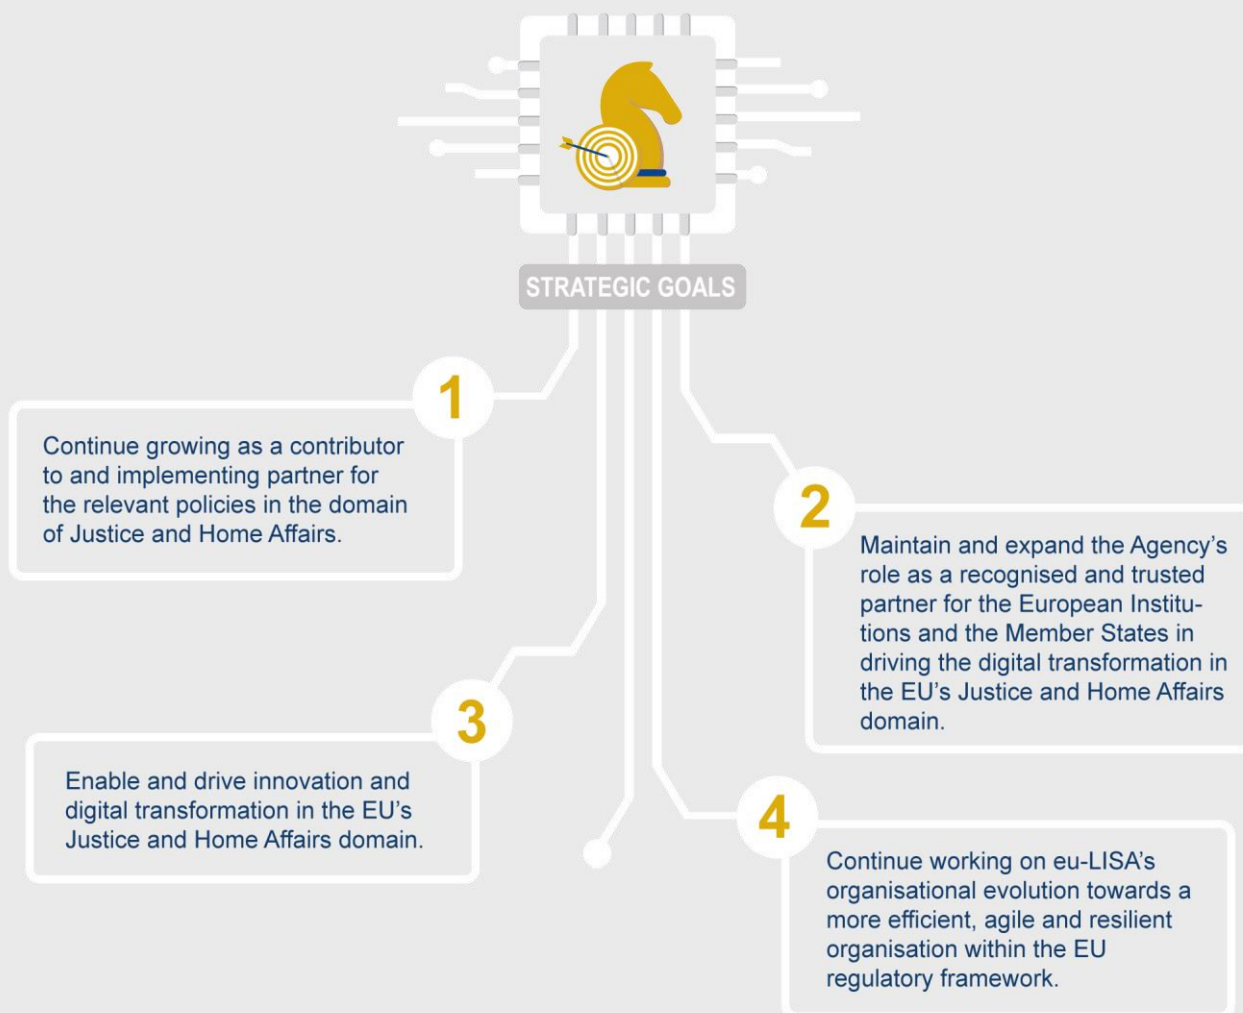 STRATEGIC GOALS
1
Continue growing as a contributor
to and implementing partner for
the relevant policies in the domain
of Justice and Home Affairs.
2
Maintain and expand the Agency’s
role as a recognised and trusted
partner for the European Institu-
tions and the Member States in
driving the digital transformation in
the EU’s Justice and Home Affairs
domain.
3
Enable and drive innovation and
digital transformation in the EU’s
Justice and Home Affairs domain.
4
Continue working on eu-LISA’s
organisational evolution towards a
more efficient, agile and resilient
organisation within the EU
regulatory framework.